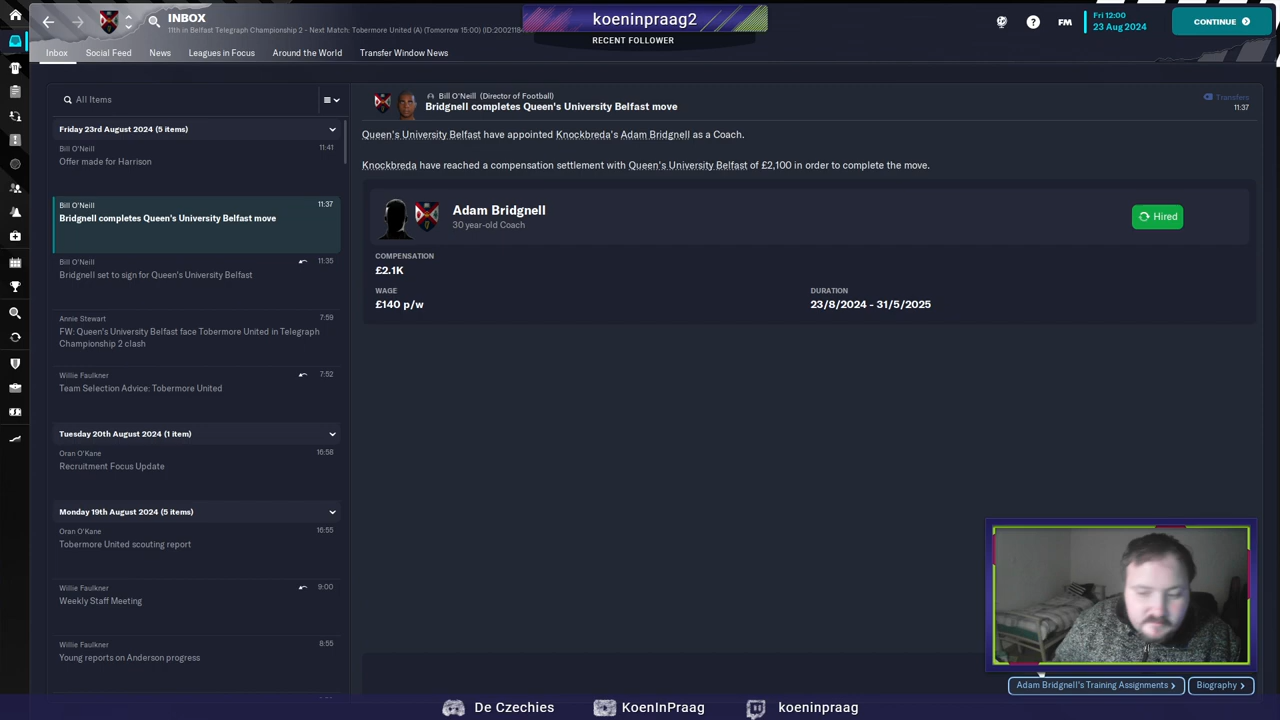 INBOX
11th in Belfast Telegraph Championship 2 - Next Match: Tobermore United (A) (Tomorrow 15:00) (ID:2002118
koeninpraag2
RECENT FOLLOWER
FM
Fri 12:00
23 Aug 2024
CONTINUE
Inbox
Social Feed
News
Leagues in Focus
Around the World
Transfer Window News
All Items
Friday 23rd August 2024 (5 items)
Bill O'Neill
11:41
Offer made for Harrison
Bill O'Neill
11:37
Bridgnell completes Queen's University Belfast move
Bill O'Neill
11:35
Bridgnell set to sign for Queen's University Belfast
Annie Stewart
7:59
FW: Queen's University Belfast face Tobermore United in Telegraph
Championship 2 clash
Willie Faulkner
7:52
Team Selection Advice: Tobermore United
Tuesday 20th August 2024 (1 item)
Oran O'Kane
16:58
Recruitment Focus Update
Monday 19th August 2024 (5 items)
Oran O'Kane
16:55
Tobermore United scouting report
Willie Faulkner
9:00
Weekly Staff Meeting
Willie Faulkner
8:55
Young reports on Anderson progress
Bill O'Neill (Director of Football)
Bridgnell completes Queen's University Belfast move
Transfers
11:37
Queen's University Belfast have appointed Knockbreda's Adam Bridgnell as a Coach.
Knockbreda have reached a compensation settlement with Queen's University Belfast of £2,100 in order to complete the move.
Adam Bridgnell
30 year-old Coach
Hired
COMPENSATION
£2.1K
WAGE
£140 p/w
DURATION
23/8/2024 - 31/5/2025
Adam Bridgnell's Training Assignments
Biography
De Czechies
KoenInPraag
koeninpraag